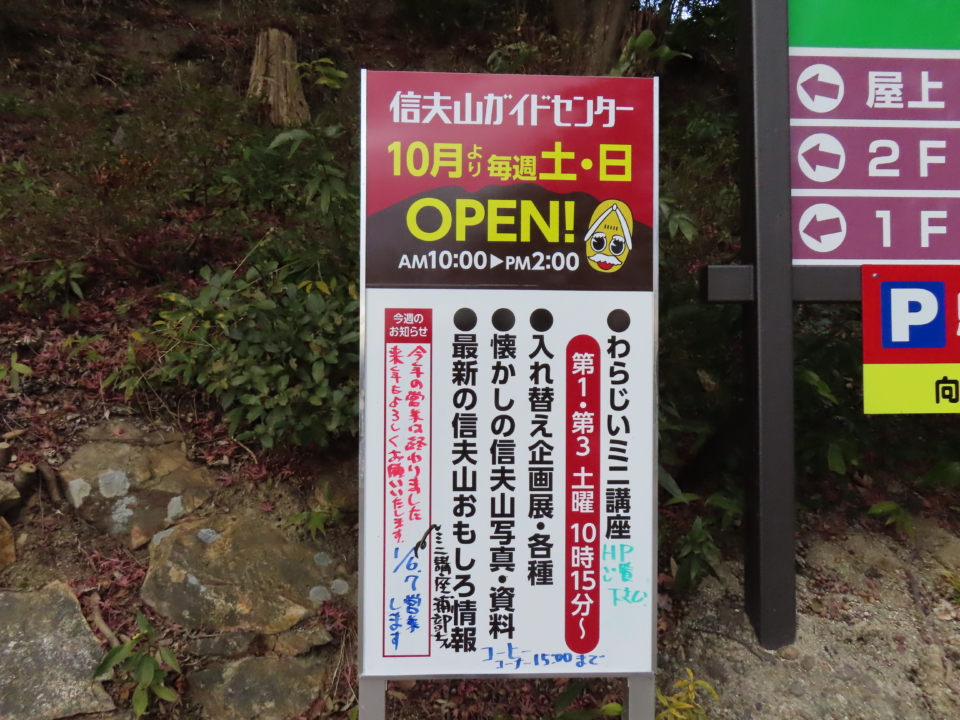 信夫山ガイドセンター
10月より毎週土・日
OPEN!
AM10:00▶PM2:00
●わらじいミニ講座
第1・第3 土曜 10時15分〜
HP
ご覧
下さい
●入れ替え企画展・各種
●懐かしの信夫山写真・資料
●最新の信夫山おもしろ情報
ミニ講座
コーヒー
コーナー15:00まで
今週の
お知らせ
今年の営業は終わりました
来年もよろしくお願いいたします。
1/6.7営業
します
屋上
2F
1F
P
向